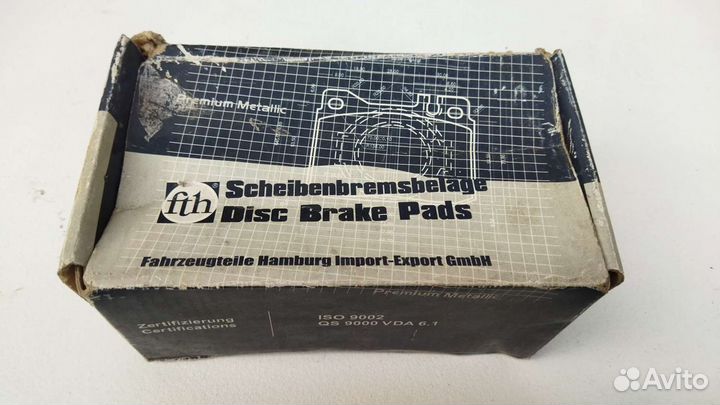 Premium Metallic
fth
Scheibenbremsbeläge
Disc Brake Pads
Fahrzeugteile Hamburg Import-Export GmbH
Premium Metallic
Zertifizierung
Certifications
ISO 9002
QS 9000 VDA 6.1
Avito